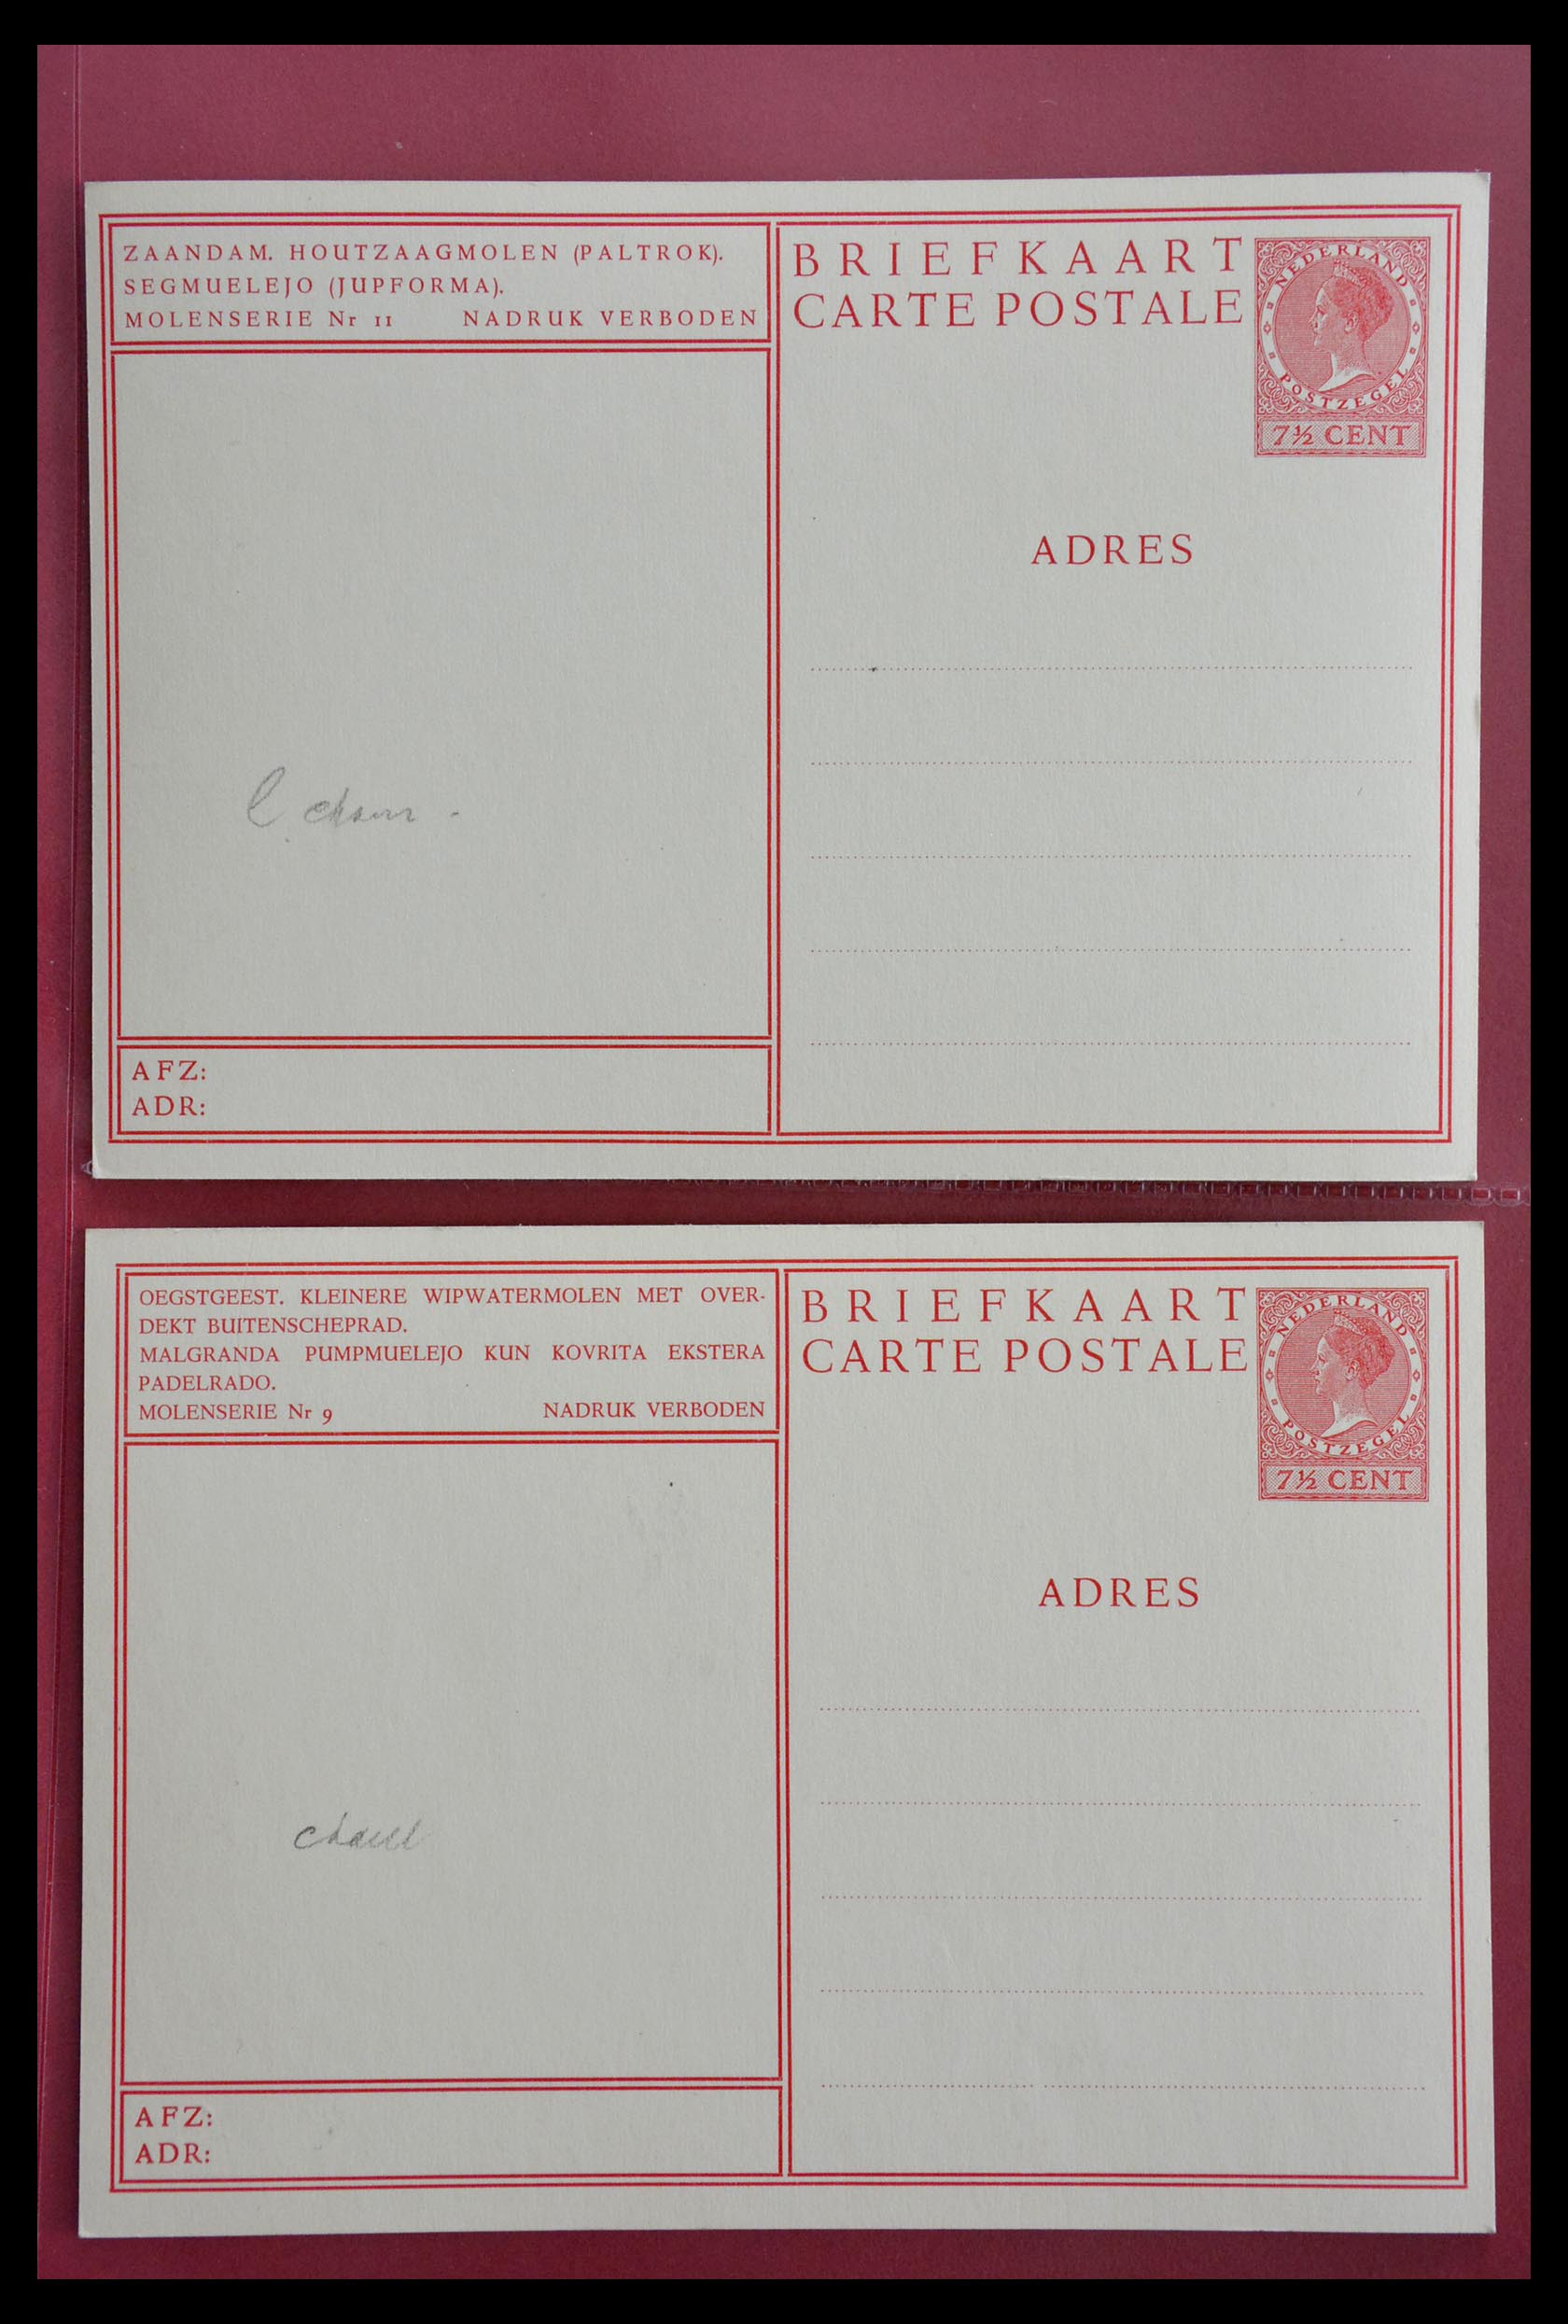 ZAANDAM. HOUTZAAGMOLEN (PALTROK).
SEGMUELEJO (JUPFORMA).
MOLENSERIE Nr 11 NADRUK VERBODEN
BRIEFKAART
CARTE POSTALE
NEDERLAND
POSTZEGEL
7½ CENT
ADRES
AFZ:
ADR:
OEGSTGEEST. KLEINERE WIPWATERMOLEN MET OVER-
DEKT BUITENSCHEPRAD.
MALGRANDA PUMPMUELEJO KUN KOVRITA EKSTERA
PADELRADO.
MOLENSERIE Nr 9 NADRUK VERBODEN
BRIEFKAART
CARTE POSTALE
NEDERLAND
POSTZEGEL
7½ CENT
ADRES
AFZ:
ADR: